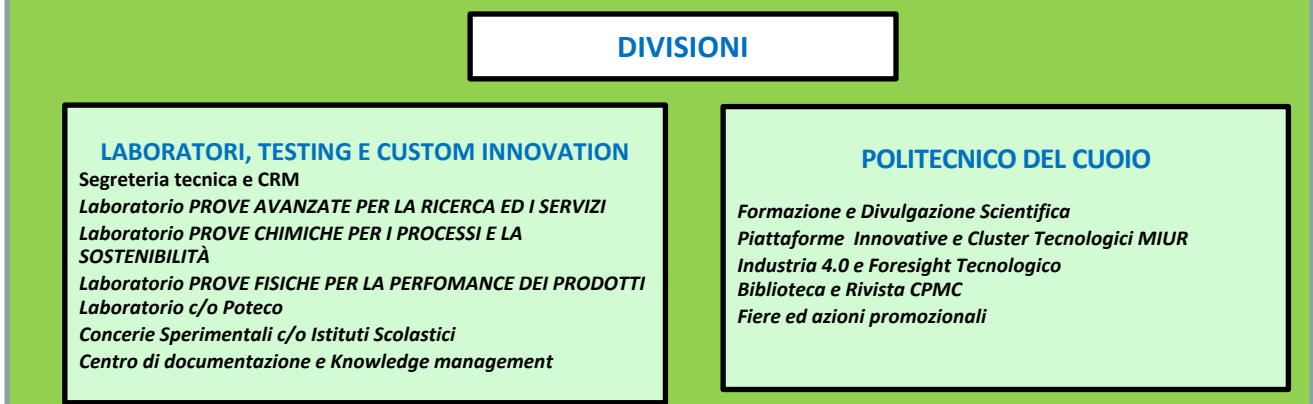 DIVISIONI
LABORATORI, TESTING E CUSTOM INNOVATION
Segreteria tecnica e CRM
Laboratorio PROVE AVANZATE PER LA RICERCA ED I SERVIZI
Laboratorio PROVE CHIMICHE PER I PROCESSI E LA
SOSTENIBILITÀ
Laboratorio PROVE FISICHE PER LA PERFOMANCE DEI PRODOTTI
Laboratorio c/o Poteco
Concerie Sperimentali c/o Istituti Scolastici
Centro di documentazione e Knowledge management
POLITECNICO DEL CUOIO
Formazione e Divulgazione Scientifica
Piattaforme Innovative e Cluster Tecnologici MIUR
Industria 4.0 e Foresight Tecnologico
Biblioteca e Rivista CPMC
Fiere ed azioni promozionali